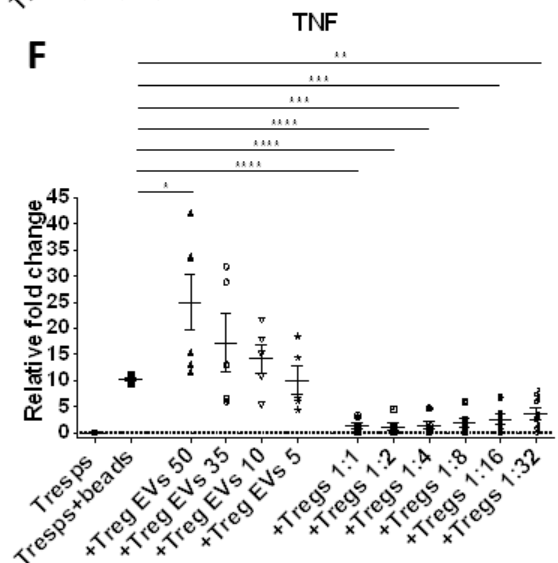 TNF
F
**
***
***
****
****
****
*
Relative fold change
45
40
35
30
25
20
15
10
5
0
Tresps
Tresps+beads
+Treg EVs 50
+Treg EVs 35
+Treg EVs 10
+Treg EVs 5
+Tregs 1:1
+Tregs 1:2
+Tregs 1:4
+Tregs 1:8
+Tregs 1:16
+Tregs 1:32